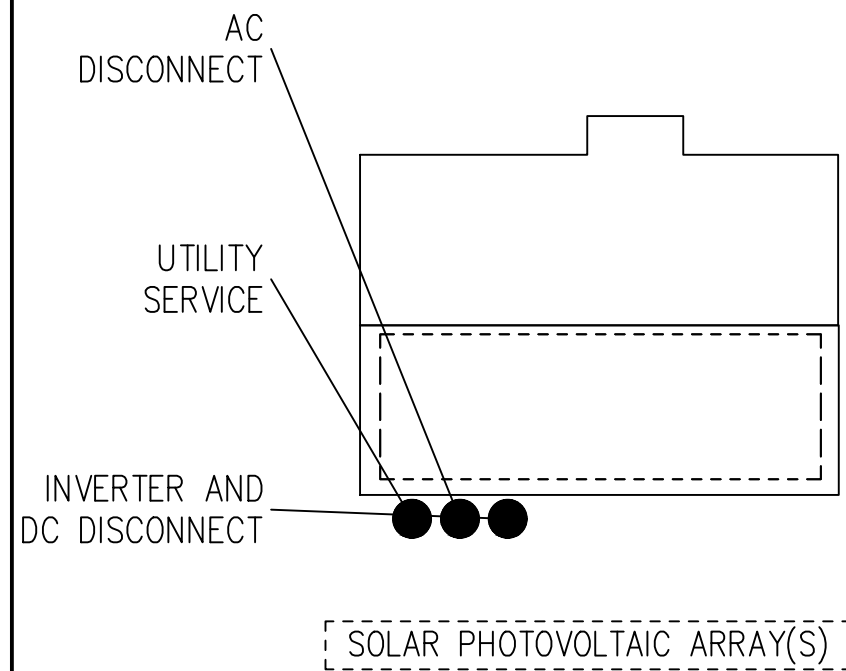 AC
DISCONNECT
UTILITY
SERVICE
INVERTER AND
DC DISCONNECT
SOLAR PHOTOVOLTAIC ARRAY(S)